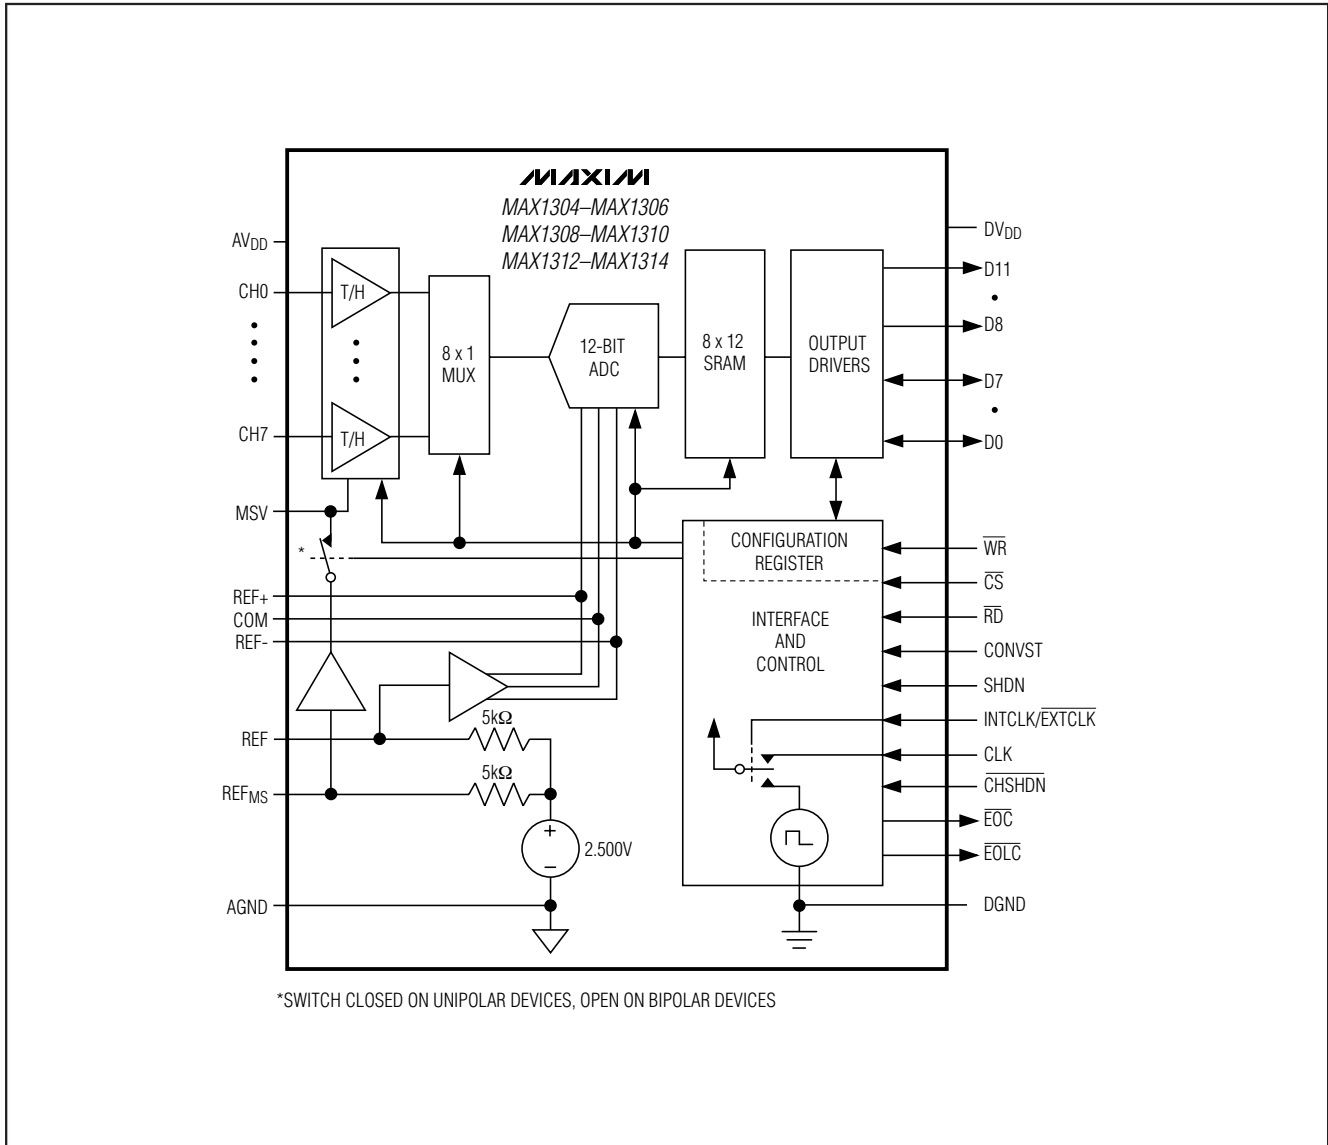 MAXIM
MAX1304–MAX1306
MAX1308–MAX1310
MAX1312–MAX1314
AVDD
DVDD
CH0
T/H
D11
D8
8 x 1
MUX
12-BIT
ADC
8 x 12
SRAM
OUTPUT
DRIVERS
D7
CH7
T/H
D0
MSV
*
CONFIGURATION
REGISTER
WR
CS
REF+
COM
REF-
INTERFACE
AND
CONTROL
RD
CONVST
SHDN
5kΩ
INTCLK/EXTCLK
REF
CLK
5kΩ
REFMS
CHSHDN
EOC
+
−
2.500V
EOLC
AGND
DGND
*SWITCH CLOSED ON UNIPOLAR DEVICES, OPEN ON BIPOLAR DEVICES